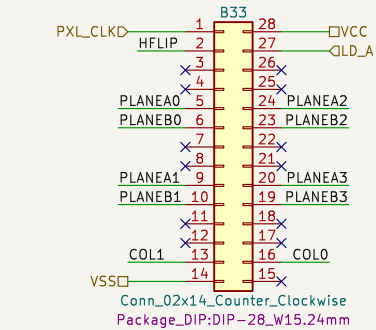 B33
PXL_CLK 1 28 VCC
HFLIP 2 27 LD_A
3 26
4 25
PLANEA0 5 24 PLANEA2
PLANEB0 6 23 PLANEB2
7 22
8 21
PLANEA1 9 20 PLANEA3
PLANEB1 10 19 PLANEB3
11 18
12 17
COL1 13 16 COL0
VSS 14 15
Conn_02x14_Counter_Clockwise
Package_DIP:DIP-28_W15.24mm